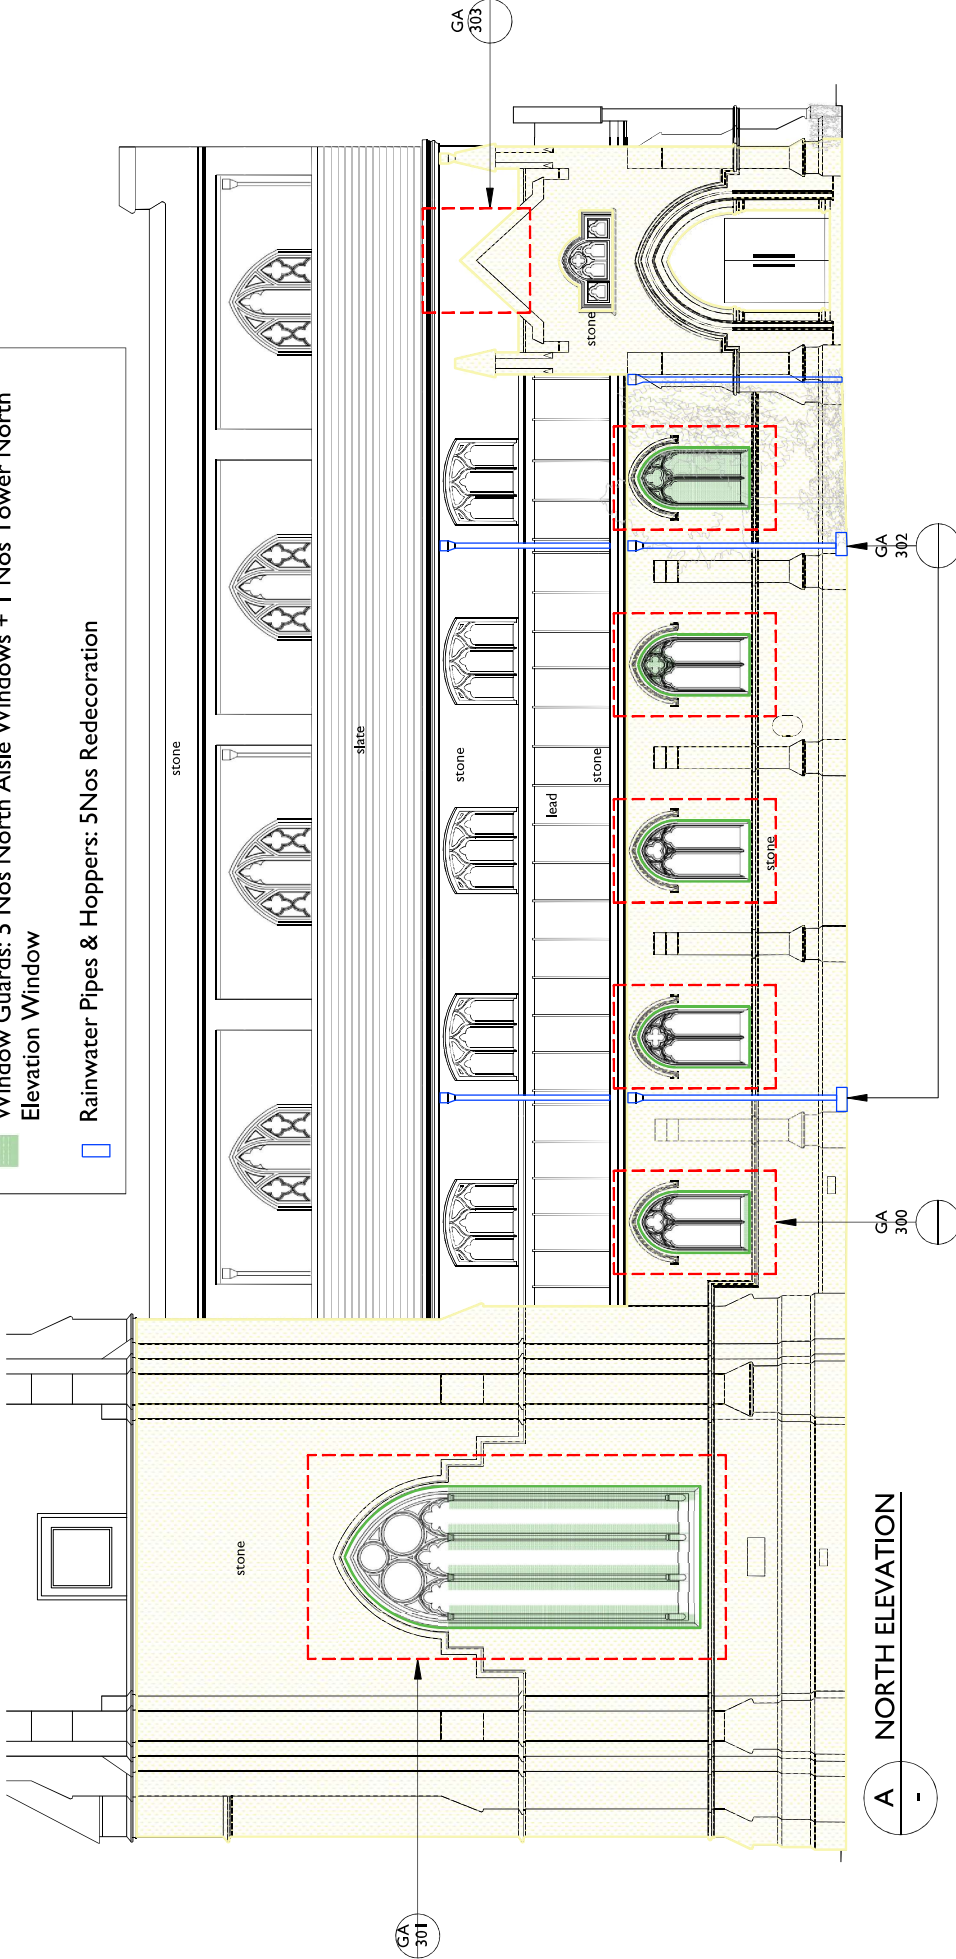 Window Guards: 5 Nos North Aisle Windows + 1 Nos Tower North
Elevation Window
Rainwater Pipes & Hoppers: 5Nos Redecoration
stone
slate
stone
lead
stone
stone
stone
stone
GA
303
GA
302
GA
300
GA
301
A
-
NORTH ELEVATION